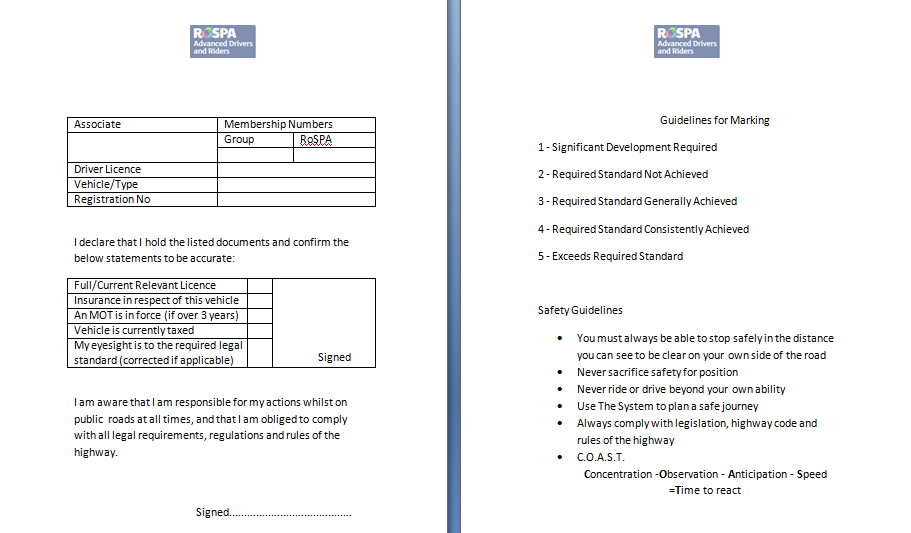 RoSPA
Advanced Drivers
and Riders
Associate
Membership Numbers
Group
RoSPA
Driver Licence
Vehicle/Type
Registration No
I declare that I hold the listed documents and confirm the
below statements to be accurate:
Full/Current Relevant Licence
Insurance in respect of this vehicle
An MOT is in force (if over 3 years)
Vehicle is currently taxed
My eyesight is to the required legal
standard (corrected if applicable)
Signed
I am aware that I am responsible for my actions whilst on
public roads at all times, and that I am obliged to comply
with all legal requirements, regulations and rules of the
highway.
Signed..........................................
RoSPA
Advanced Drivers
and Riders
Guidelines for Marking
1 - Significant Development Required
2 - Required Standard Not Achieved
3 - Required Standard Generally Achieved
4 - Required Standard Consistently Achieved
5 - Exceeds Required Standard
Safety Guidelines
• You must always be able to stop safely in the distance
you can see to be clear on your own side of the road
• Never sacrifice safety for position
• Never ride or drive beyond your own ability
• Use The System to plan a safe journey
• Always comply with legislation, highway code and
rules of the highway
• C.O.A.S.T.
Concentration -Observation - Anticipation - Speed
=Time to react